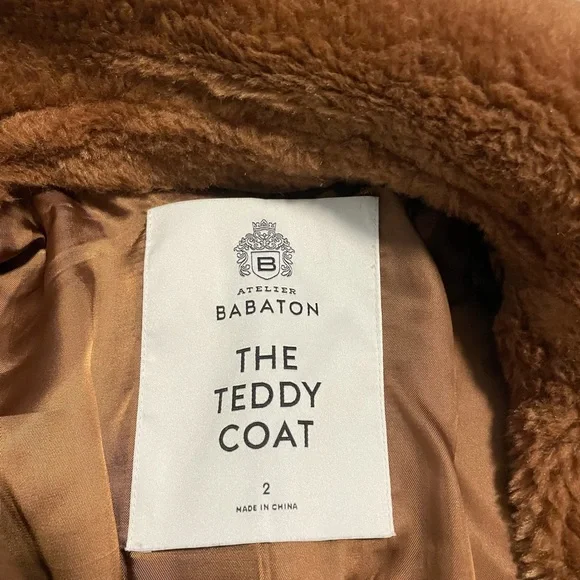 B
ATELIER
BABATON
THE
TEDDY
COAT
2
MADE IN CHINA